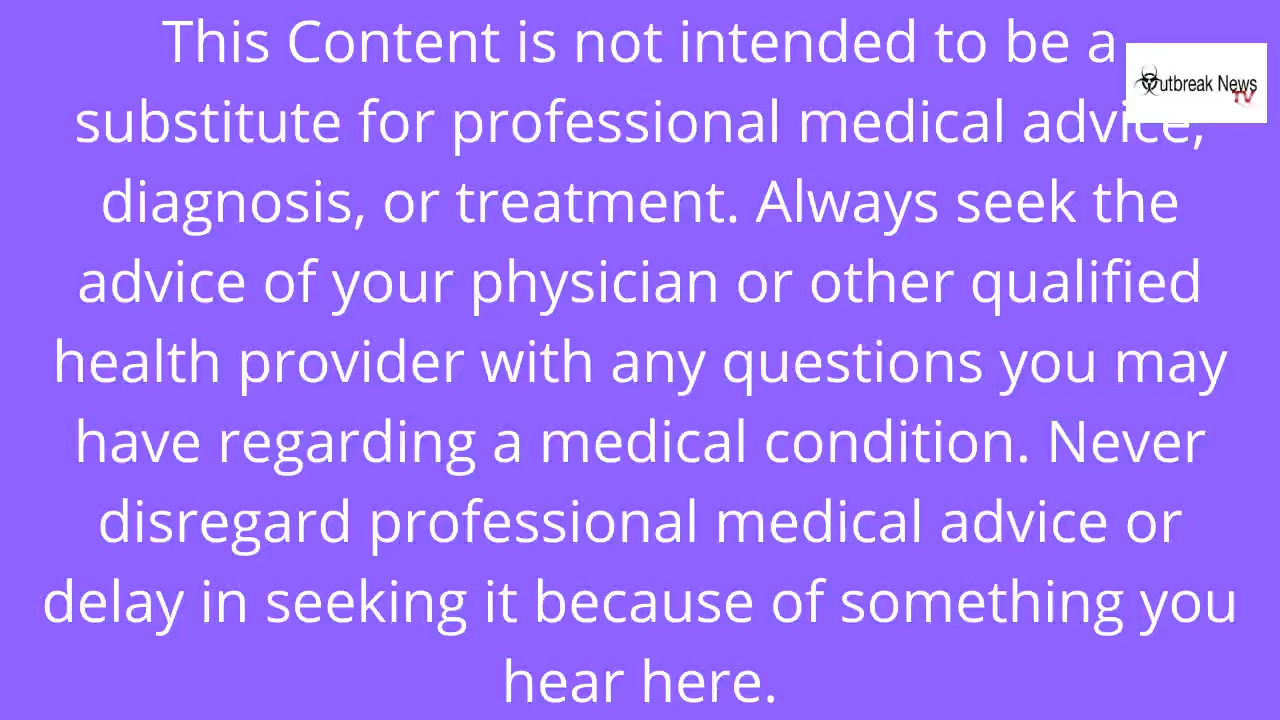 This Content is not intended to be a
substitute for professional medical advice,
diagnosis, or treatment. Always seek the
advice of your physician or other qualified
health provider with any questions you may
have regarding a medical condition. Never
disregard professional medical advice or
delay in seeking it because of something you
hear here.
Outbreak News
TV